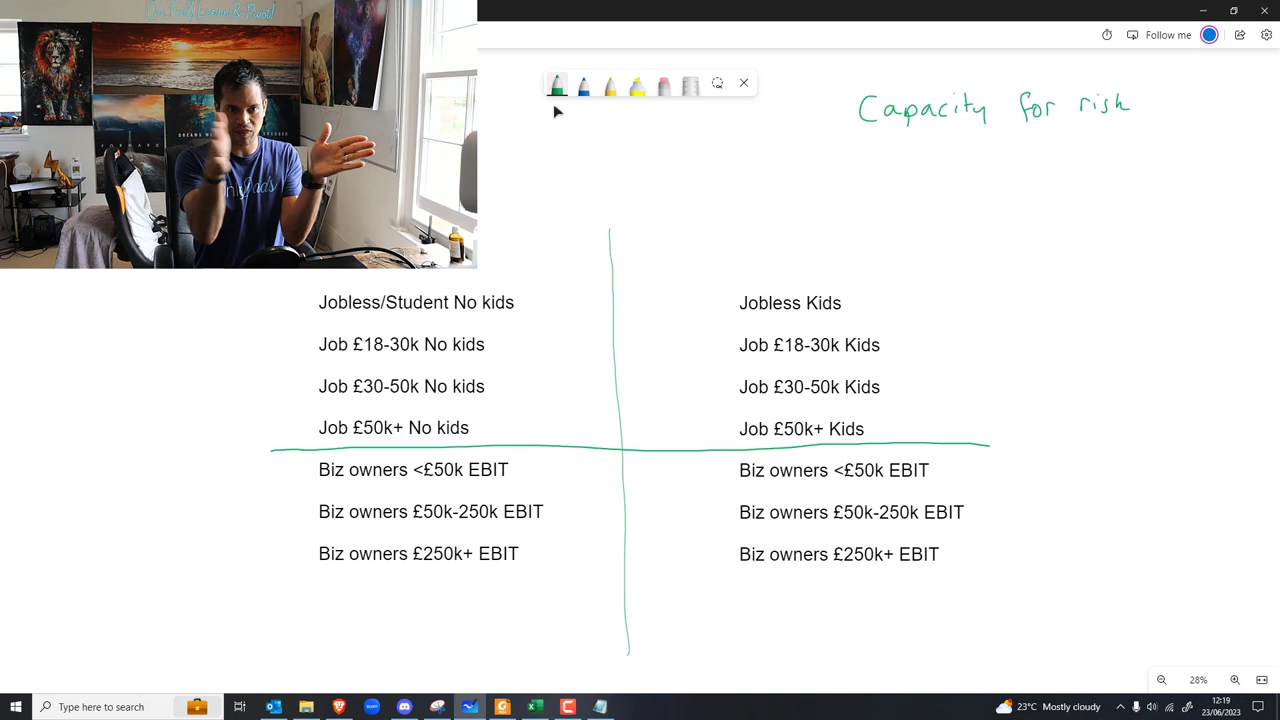 Follow me
Capacity for risk
FORWARD
Jobless/Student No kids
Job £18-30k No kids
Job £30-50k No kids
Job £50k+ No kids
Biz owners <£50k EBIT
Biz owners £50k-250k EBIT
Biz owners £250k+ EBIT
Jobless Kids
Job £18-30k Kids
Job £30-50k Kids
Job £50k+ Kids
Biz owners <£50k EBIT
Biz owners £50k-250k EBIT
Biz owners £250k+ EBIT
28%
Type here to search
zoom
23°C Mostly cloudy
12:19
23/06/2023